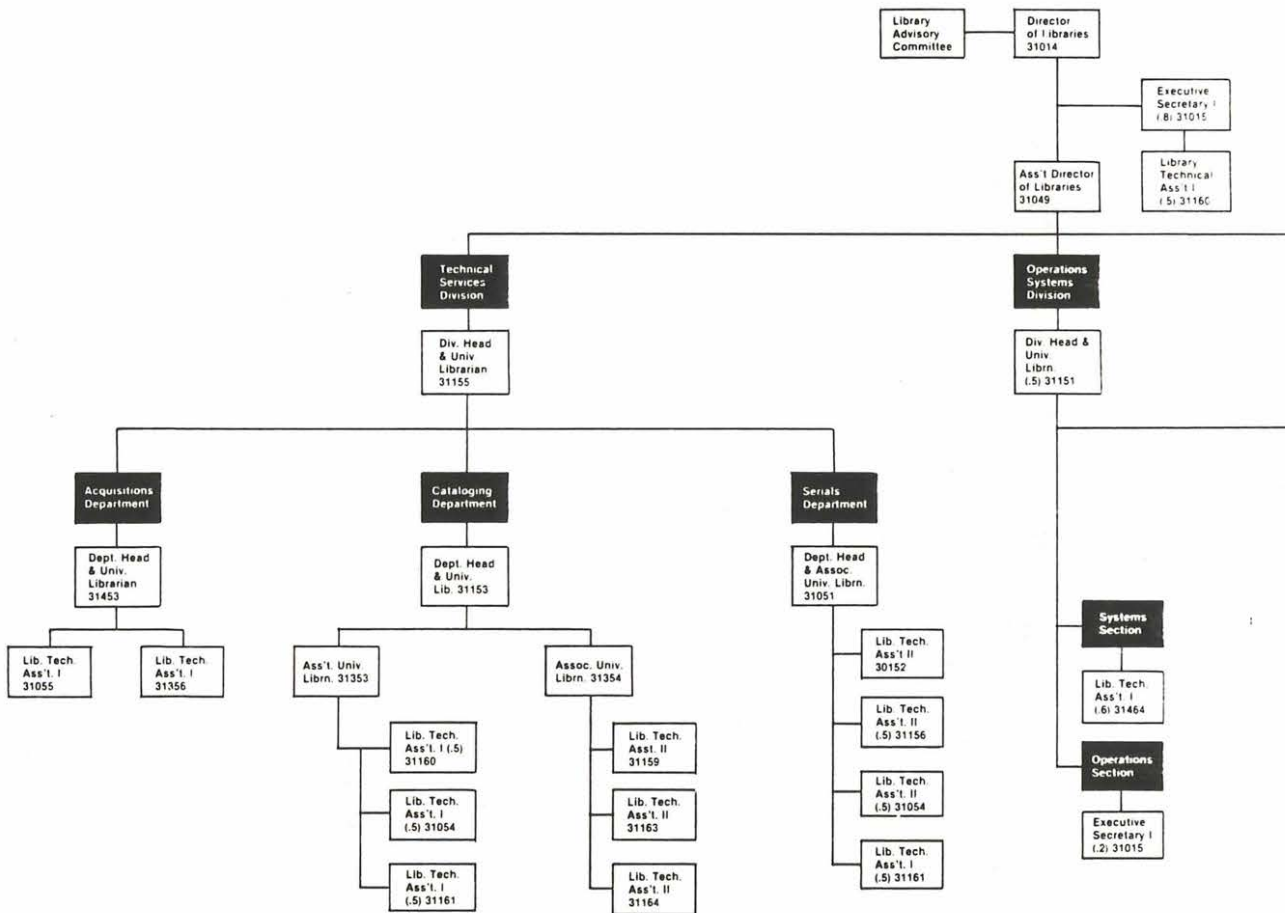 Library
Advisory
Committee
Director
of Libraries
31014
Executive
Secretary I
(.8) 31015
Library
Technical
Ass't I
(.5) 31160
Ass't Director
of Libraries
31049
Technical
Services
Division
Operations
Systems
Division
Div. Head
& Univ
Librarian
31155
Div. Head &
Univ.
Librn.
(.5) 31151
Acquisitions
Department
Cataloging
Department
Serials
Department
Dept. Head
& Univ.
Librarian
31453
Dept. Head
& Univ.
Lib. 31153
Dept. Head
& Assoc.
Univ. Librn.
31051
Lib. Tech.
Ass't. I
31055
Lib. Tech.
Ass't. I
31356
Ass't. Univ.
Librn. 31353
Assoc. Univ.
Librn. 31354
Lib. Tech.
Ass't. I (.5)
31160
Lib. Tech.
Ass't. I
(.5) 31054
Lib. Tech.
Ass't. I
(.5) 31161
Lib. Tech.
Asst. II
31159
Lib. Tech.
Ass't. II
31163
Lib. Tech.
Ass't. II
31164
Lib. Tech.
Ass't II
30152
Lib. Tech.
Ass't. II
(.5) 31156
Lib. Tech.
Ass't. II
(.5) 31054
Lib. Tech.
Ass't. I
(.5) 31161
Systems
Section
Lib. Tech.
Ass't. I
(.6) 31464
Operations
Section
Executive
Secretary I
(.2) 31015